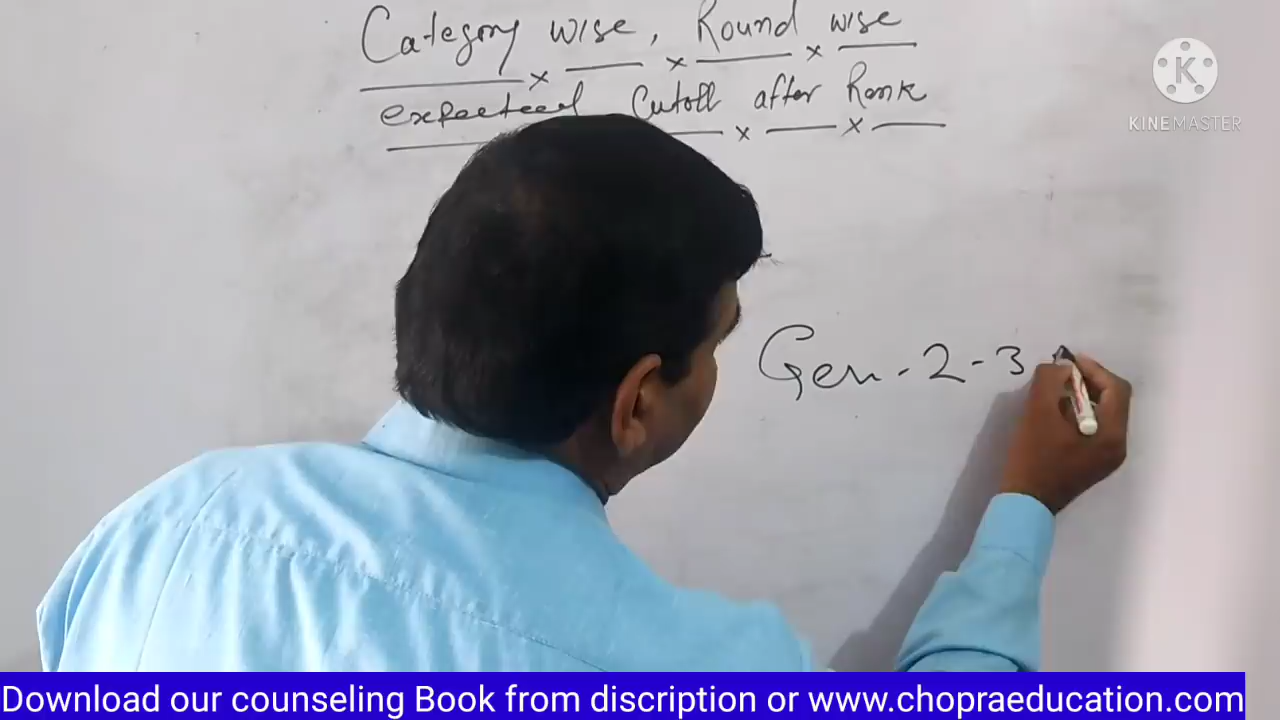 Category wise, Round wise
expected Cutoff after Rank
KINEMASTER
Gen - 2 - 3
Download our counseling Book from discription or www.chopraeducation.com